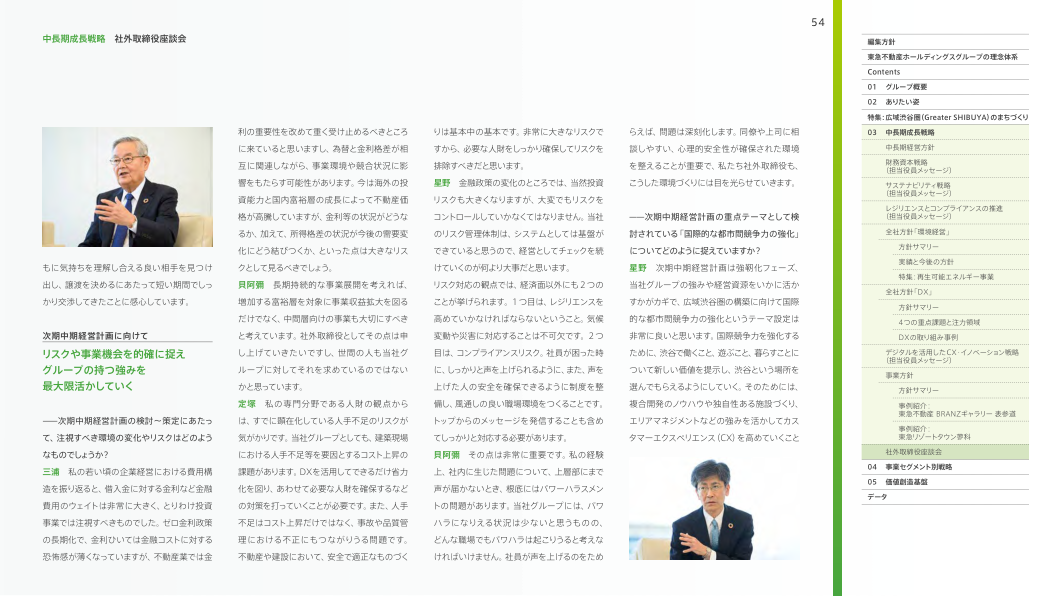 54
中長期成長戦略 社外取締役座談会
もに気持ちを理解し合える良い相手を見つけ
出し、譲渡を決めるにあたって短い期間でしっ
かり交渉してきたことに感心しています。
次期中期経営計画に向けて
リスクや事業機会を的確に捉え
グループの持つ強みを
最大限活かしていく
──次期中期経営計画の検討〜策定にあたっ
て、注視すべき環境の変化やリスクはどのよう
なものでしょうか?
三浦 私の若い頃の企業経営における費用構
造を振り返ると、借入金に対する金利など金融
費用のウェイトは非常に大きく、とりわけ投資
事業では注視すべきものでした。ゼロ金利政策
の長期化で、金利ひいては金融コストに対する
恐怖感が薄くなっていますが、不動産業では金
利の重要性を改めて重く受け止めるべきところ
に来ていると思いますし、為替と金利格差が相
互に関連しながら、事業環境や競合状況に影
響をもたらす可能性があります。今は海外の投
資能力と国内富裕層の成長によって不動産価
格が高騰していますが、金利等の状況がどうな
るか、加えて、所得格差の状況が今後の需要変
化にどう結びつくか、といった点は大きなリス
クとして見るべきでしょう。
貝阿彌 長期持続的な事業展開を考えれば、
増加する富裕層を対象に事業収益拡大を図る
だけでなく、中間層向けの事業も大切にすべき
と考えています。社外取締役としてその点は申
し上げていきたいですし、世間の人も当社グ
ループに対してそれを求めているのではない
かと思っています。
定塚 私の専門分野である人財の観点から
は、すでに顕在化している人手不足のリスクが
気がかりです。当社グループとしても、建築現場
における人手不足等を要因とするコスト上昇の
課題があります。DXを活用してできるだけ省力
化を図り、あわせて必要な人財を確保するなど
の対策を打っていくことが必要です。また、人手
不足はコスト上昇だけではなく、事故や品質管
理における不正にもつながりうる問題です。
不動産や建設において、安全で適正なものづく
りは基本中の基本です。非常に大きなリスクで
すから、必要な人財をしっかり確保してリスクを
排除すべきだと思います。
星野 金融政策の変化のところでは、当然投資
リスクも大きくなりますが、大変でもリスクを
コントロールしていかなくてはなりません。当社
のリスク管理体制は、システムとしては基盤が
できていると思うので、経営としてチェックを続
けていくのが何より大事だと思います。
リスク対応の観点では、経済面以外にも2つの
ことが挙げられます。1つ目は、レジリエンスを
高めていかなければならないということ。気候
変動や災害に対応することは不可欠です。2つ
目は、コンプライアンスリスク。社員が困った時
に、しっかりと声を上げられるように、また、声を
上げた人の安全を確保できるように制度を整
備し、風通しの良い職場環境をつくることです。
トップからのメッセージを発信することも含め
てしっかりと対応する必要があります。
貝阿彌 その点は非常に重要です。私の経験
上、社内に生じた問題について、上層部にまで
声が届かないとき、根底にはパワーハラスメン
トの問題があります。当社グループには、パワ
ハラになりえる状況は少ないと思うものの、
どんな職場でもパワハラは起こりうると考えな
ければいけません。社員が声を上げるのをため
らえば、問題は深刻化します。同僚や上司に相
談しやすい、心理的安全性が確保された環境
を整えることが重要で、私たち社外取締役も、
こうした環境づくりには目を光らせていきます。
──次期中期経営計画の重点テーマとして検
討されている「国際的な都市間競争力の強化」
についてどのように捉えていますか?
星野 次期中期経営計画は強靭化フェーズ、
当社グループの強みや経営資源をいかに活か
すかがカギで、広域渋谷圏の構築に向けて国際
的な都市間競争力の強化というテーマ設定は
非常に良いと思います。国際競争力を強化する
ために、渋谷で働くこと、遊ぶこと、暮らすことに
ついて新しい価値を提示し、渋谷という場所を
選んでもらえるようにしていく。そのためには、
複合開発のノウハウや独自性ある施設づくり、
エリアマネジメントなどの強みを活かしてカス
タマーエクスペリエンス(CX)を高めていくこと
編集方針
東急不動産ホールディングスグループの理念体系
Contents
01 グループ概要
02 ありたい姿
特集:広域渋谷圏(Greater SHIBUYA)のまちづくり
03 中長期成長戦略
中長期経営方針
財務資本戦略
(担当役員メッセージ)
サステナビリティ戦略
(担当役員メッセージ)
レジリエンスとコンプライアンスの推進
(担当役員メッセージ)
全社方針「環境経営」
方針サマリー
実績と今後の方針
特集:再生可能エネルギー事業
全社方針「DX」
方針サマリー
4つの重点課題と注力領域
DXの取り組み事例
デジタルを活用したCX・イノベーション戦略
(担当役員メッセージ)
事業方針
方針サマリー
事例紹介:
東急不動産 BRANZギャラリー 表参道
事例紹介:
東急リゾートタウン蓼科
社外取締役座談会
04 事業セグメント別戦略
05 価値創造基盤
データ